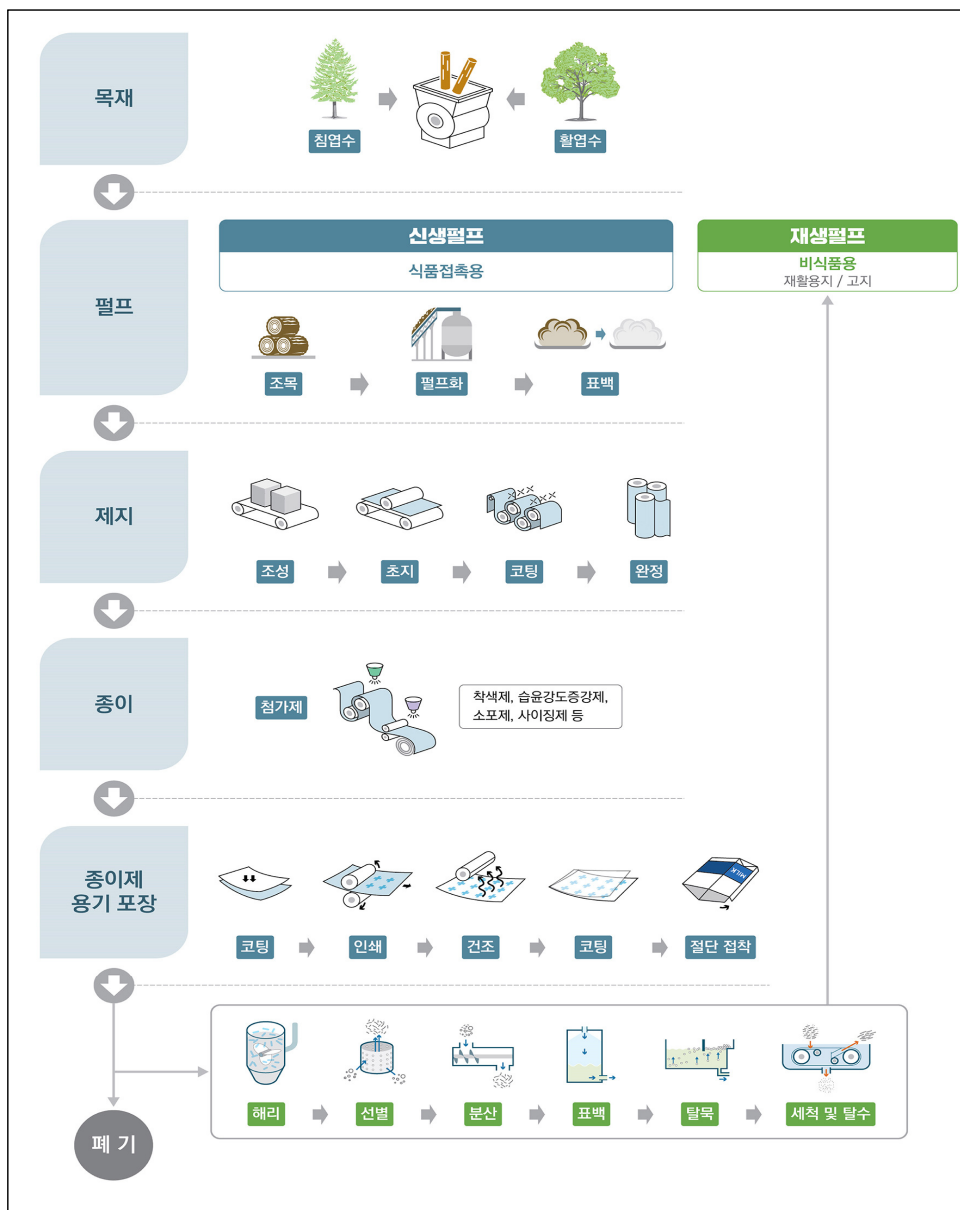 목재
침엽수
활엽수
펄프
신생펄프
식품접촉용
재생펄프
비식품용
재활용지 / 고지
조목
펄프화
표백
제지
조성
초지
코팅
완정
종이
첨가제
착색제, 습윤강도증강제,
소포제, 사이징제 등
종이제
용기 포장
MILK
MILK
코팅
인쇄
건조
코팅
절단 접착
해리
선별
분산
표백
탈묵
세척 및 탈수
폐 기